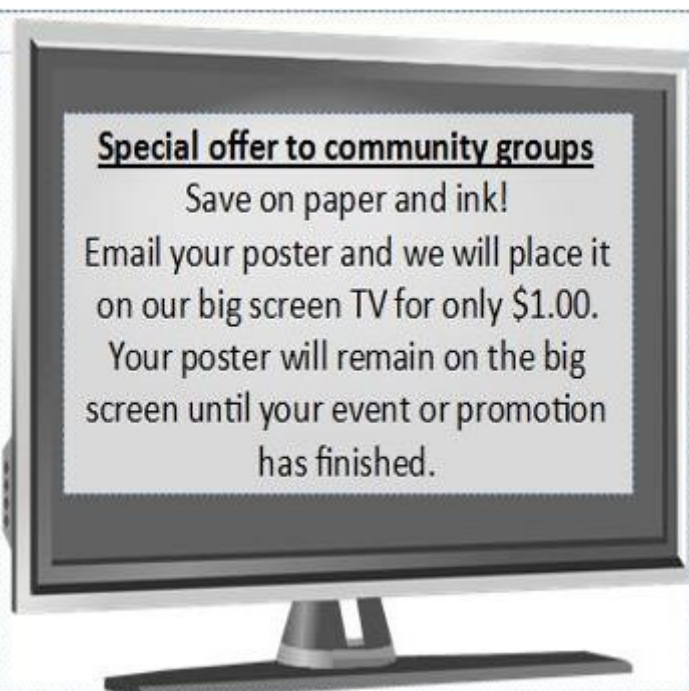 Special offer to community groups
Save on paper and ink!
Email your poster and we will place it
on our big screen TV for only $1.00.
Your poster will remain on the big
screen until your event or promotion
has finished.